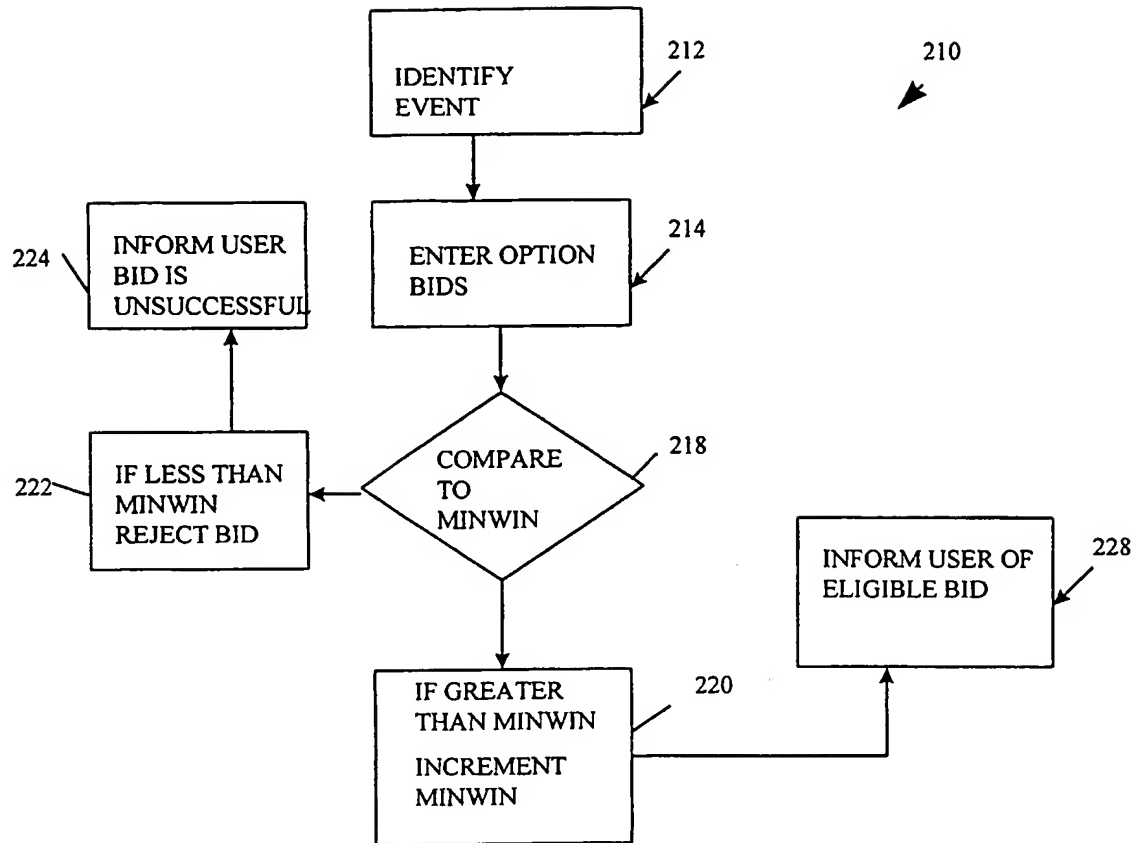 IDENTIFY
EVENT
212
210
ENTER OPTION
BIDS
214
INFORM USER
BID IS
UNSUCCESSFUL
224
COMPARE
TO
MINWIN
218
IF LESS THAN
MINWIN
REJECT BID
222
INFORM USER OF
ELIGIBLE BID
228
IF GREATER
THAN MINWIN
INCREMENT
MINWIN
220